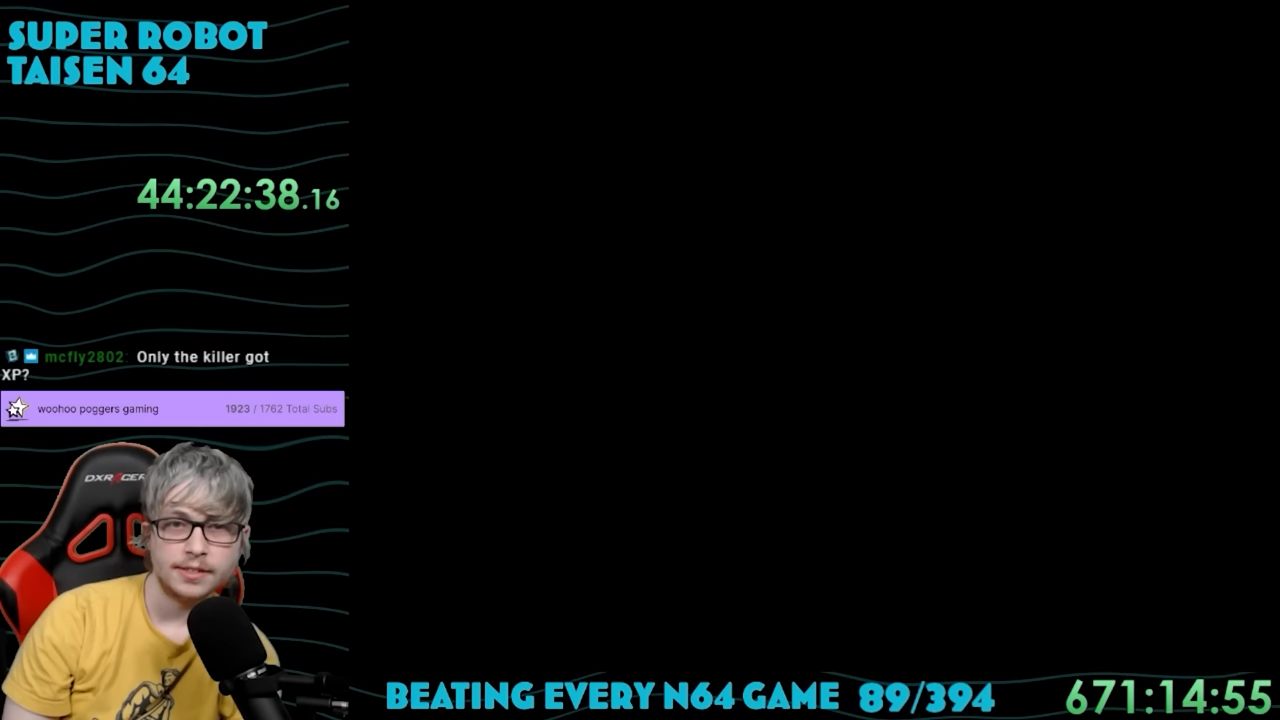 SUPER ROBOT
TAISEN 64
44:22:38.16
mcfly2802: Only the killer got
XP?
woohoo poggers gaming 1923 / 1762 Total Subs
DXRACER
BEATING EVERY N64 GAME 89/394 671:14:55